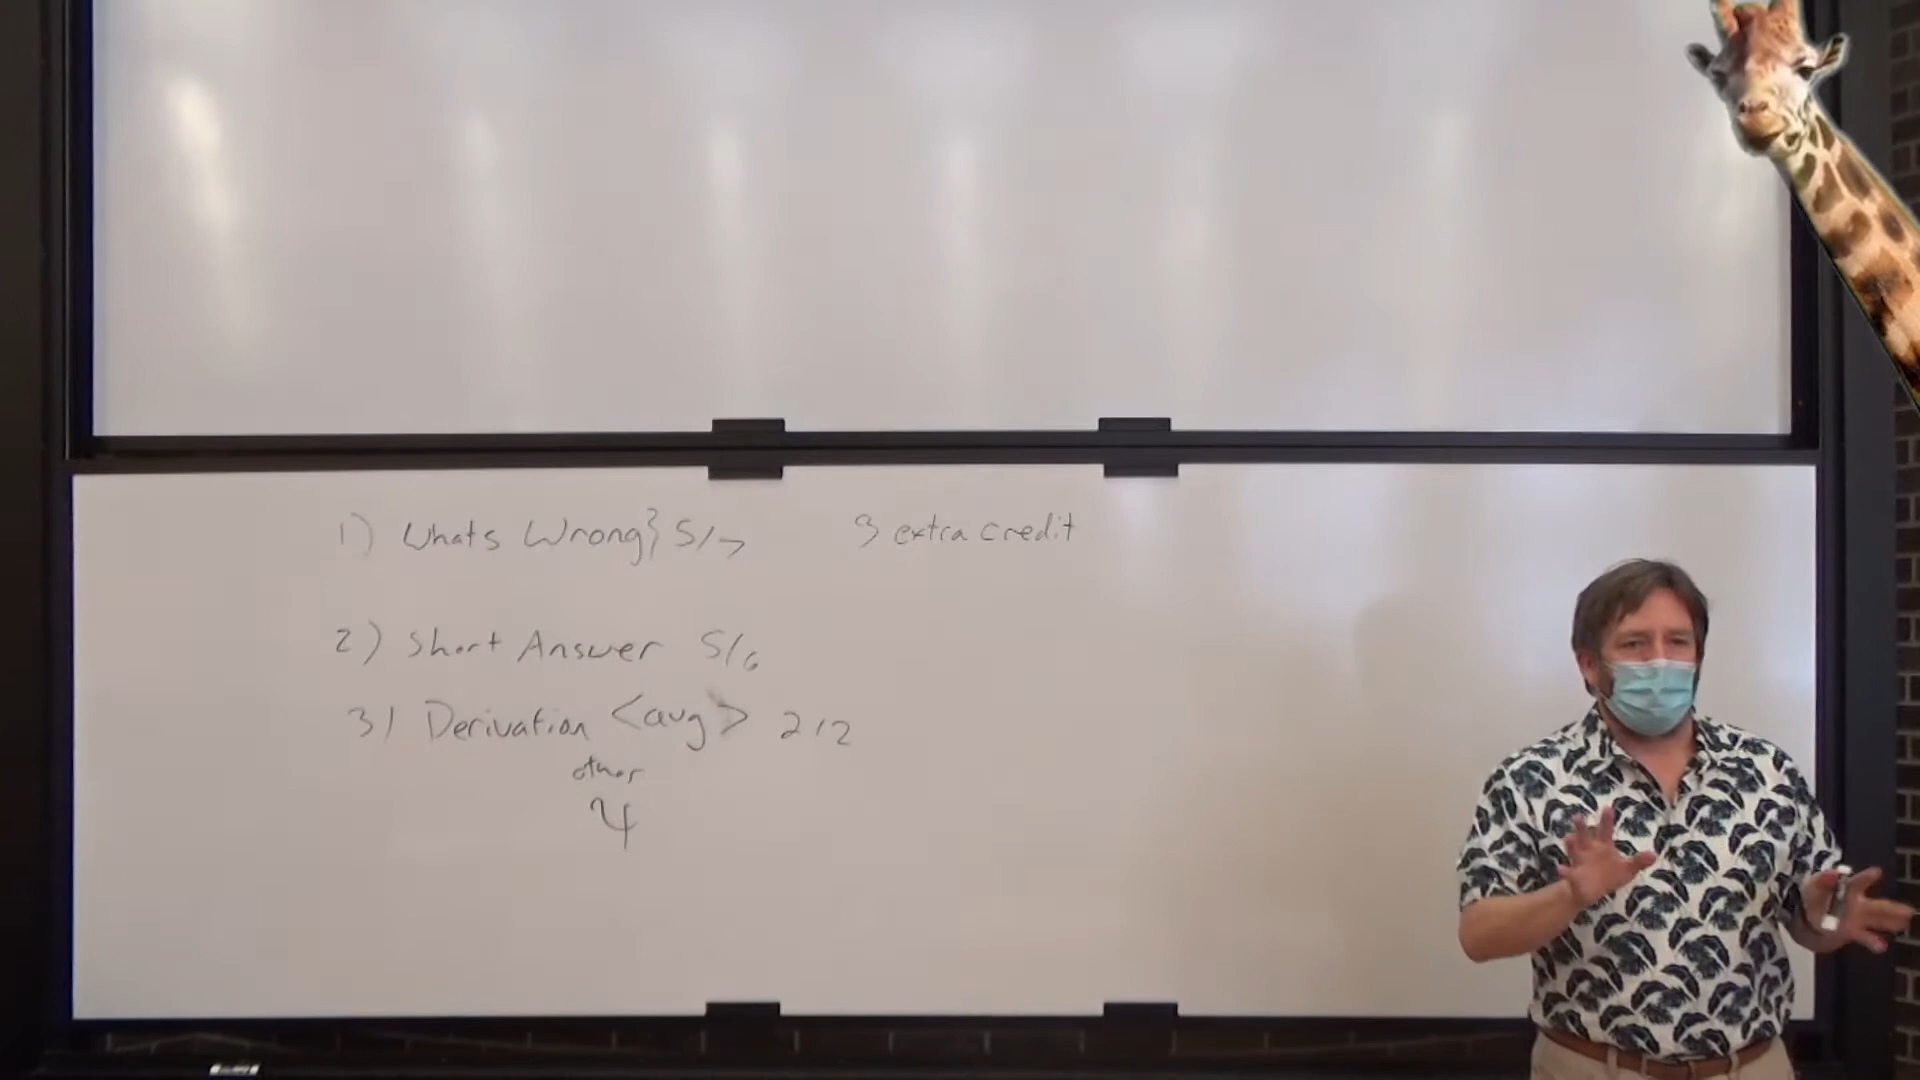 1) Whats Wrong? 5/7 3 extra credit
2) Short Answer 5/6
3) Derivation <avg> 2/2
other
Ψ